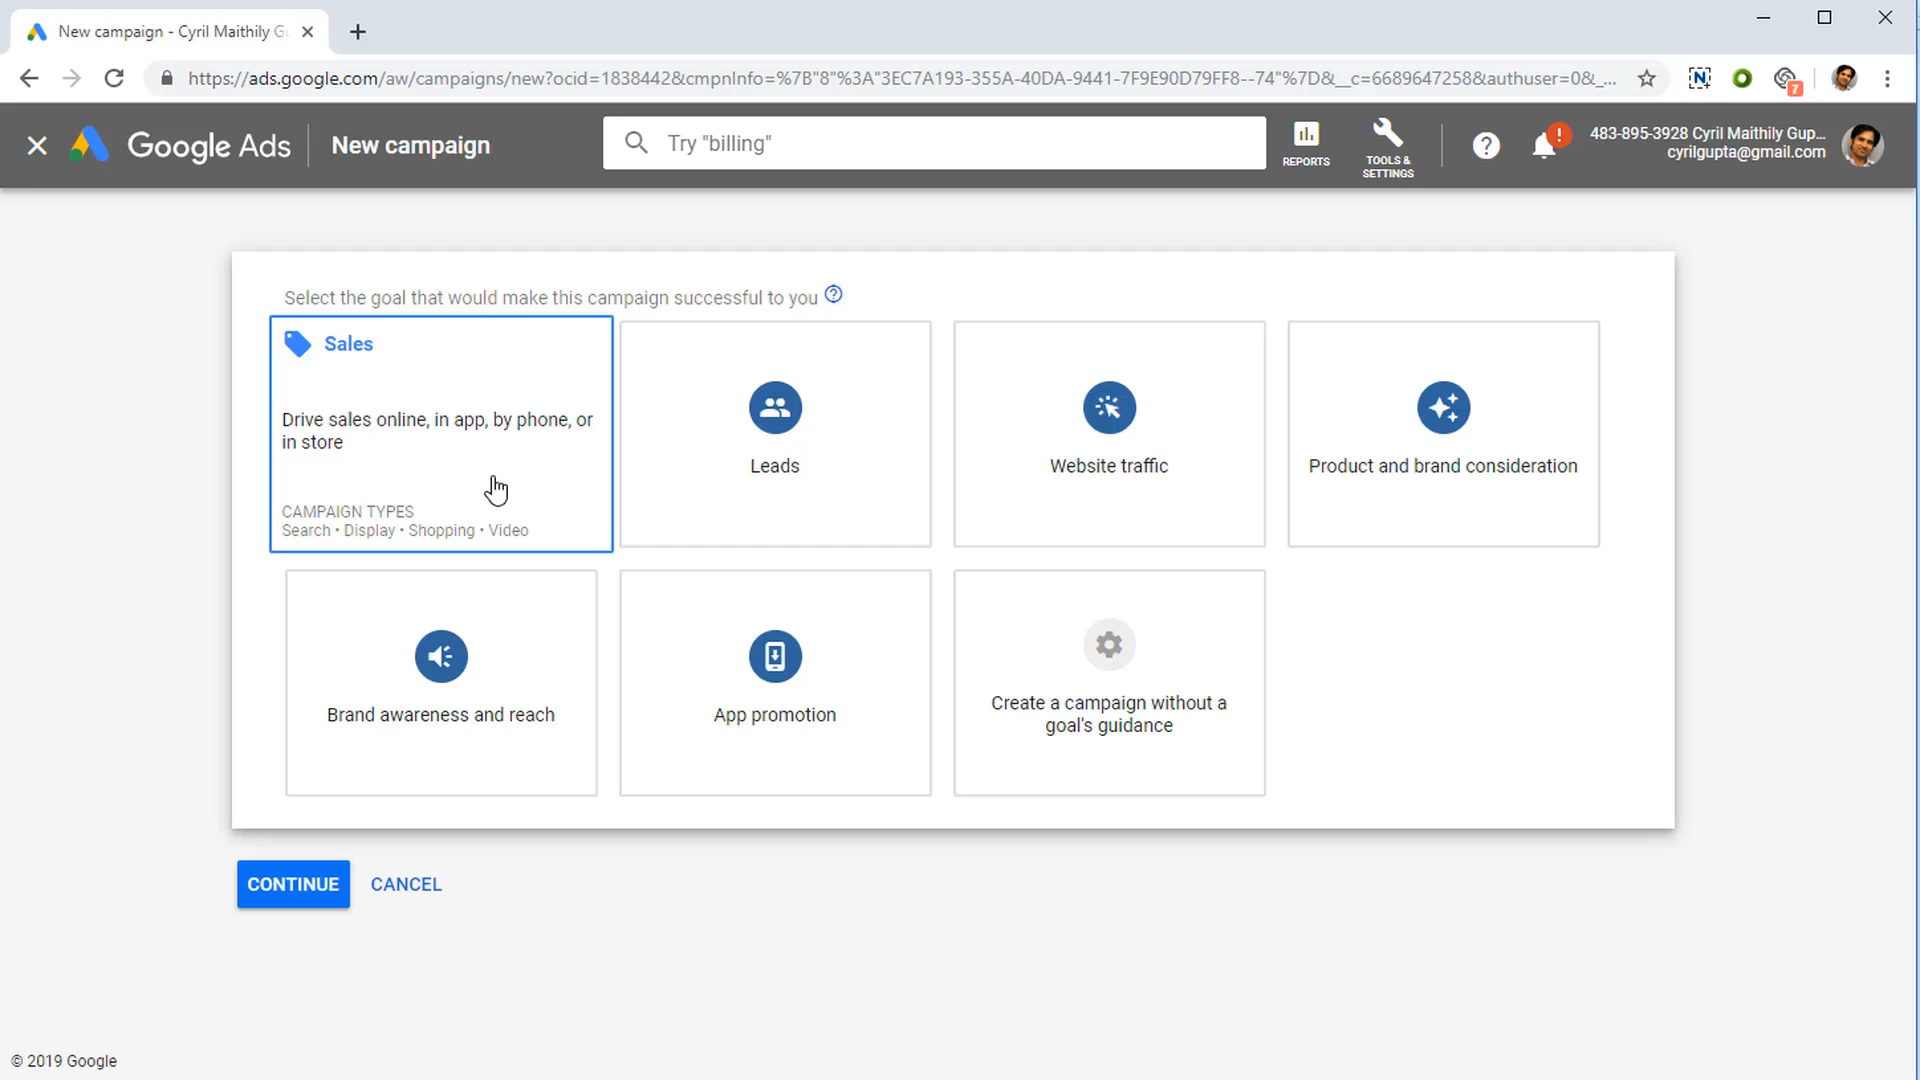 New campaign - Cyril Maithily G
https://ads.google.com/aw/campaigns/new?ocid=1838442&cmpnInfo=%7B"8"%3A"3EC7A193-355A-40DA-9441-7F9E90D79FF8--74"%7D&__c=6689647258&authuser=0&_...
7
Google Ads
New campaign
Try "billing"
REPORTS
TOOLS &
SETTINGS
483-895-3928 Cyril Maithily Gup...
cyrilgupta@gmail.com
Select the goal that would make this campaign successful to you
Sales
Drive sales online, in app, by phone, or
in store
CAMPAIGN TYPES
Search • Display • Shopping • Video
Leads
Website traffic
Product and brand consideration
Brand awareness and reach
App promotion
Create a campaign without a
goal's guidance
CONTINUE
CANCEL
© 2019 Google